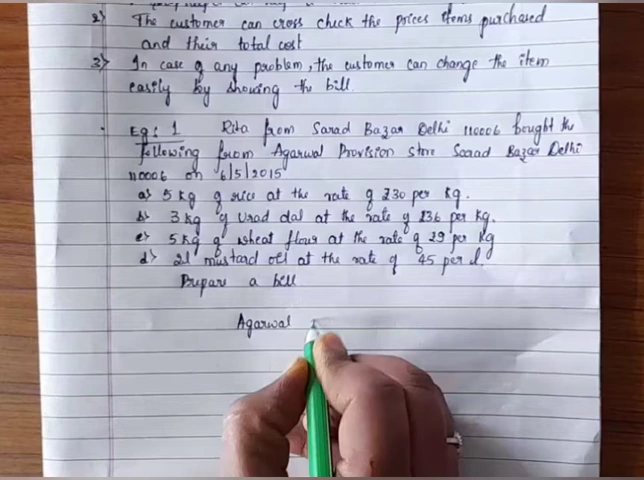 2) The customer can cross check the prices items purchased
and their total cost
3) In case of any problem, the customer can change the item
easily by showing the bill.
Eg: 1 Rita from Sarad Bazar Delhi 110006 bought the
following from Agarwal Provision store Saaad Bazar Delhi
110006 on 6/5/2015
a) 5 kg of rice at the rate of ₹30 per kg.
b) 3 kg of Urad dal at the rate of ₹36 per kg.
c) 5 kg of wheat flour at the rate of 29 per kg
d) 2l mustard oil at the rate of 45 per l.
Prepare a bill
Agarwal